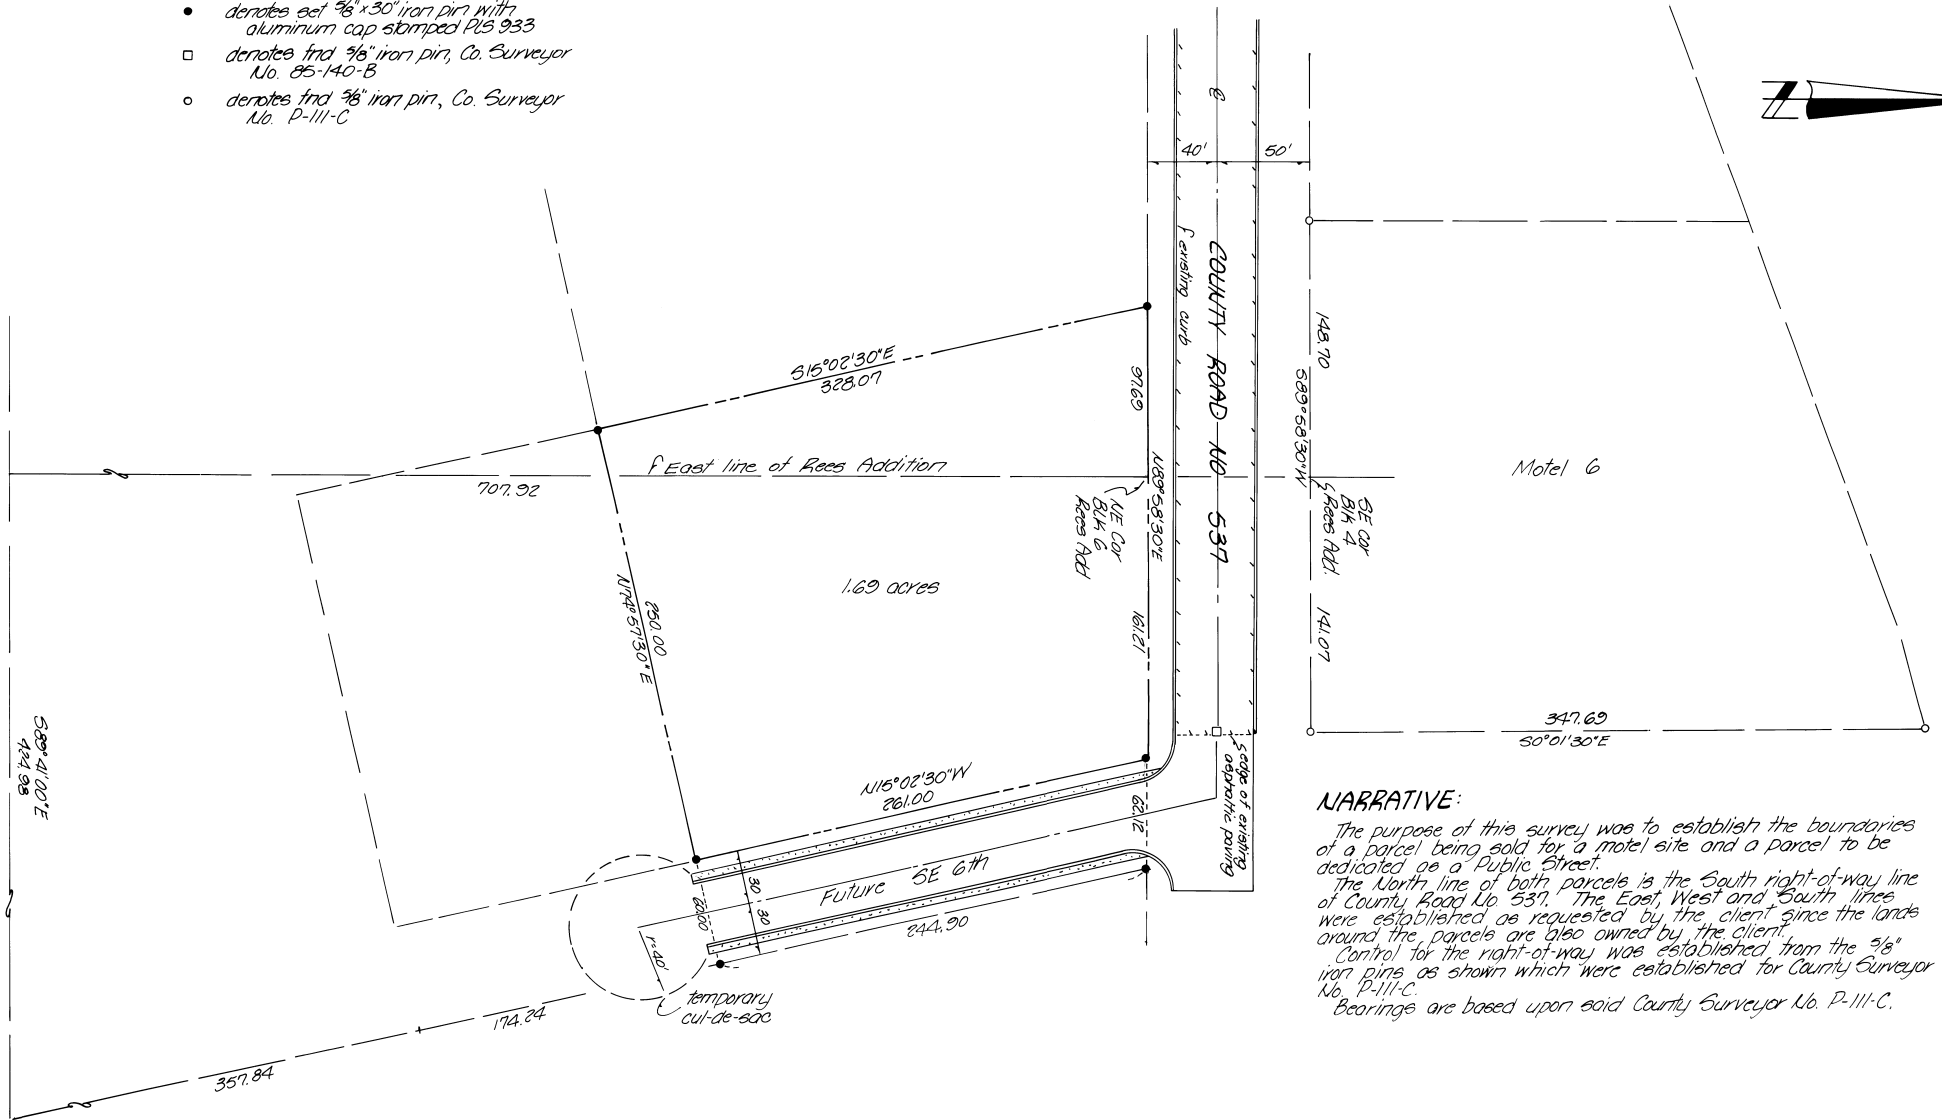 ● denotes set 5/8"x30" iron pin with
aluminum cap stamped PLS 933
□ denotes fnd 5/8" iron pin, Co. Surveyor
No. 85-140-B
○ denotes fnd 5/8" iron pin, Co. Surveyor
No. P-111-C
40'
50'
COUNTY ROAD NO 537
existing curb
S15°02'30"E
328.07
97.69
148.70
S89°58'30"W
East line of Rees Addition
707.92
N89°58'30"E
NE Cor
Blk 6
Rees Add
SE cor
Blk 4
Rees Add.
Motel 6
1.69 acres
250.00
N74°57'30"E
161.21
141.07
S89°41'00"E
424.98
N15°02'30"W
261.00
62.12
edge of existing
asphaltic paving
347.69
S0°01'30"E
Future SE 6th
30
30
60.00
244.90
r=40'
temporary
cul-de-sac
174.24
357.84
NARRATIVE:
The purpose of this survey was to establish the boundaries
of a parcel being sold for a motel site and a parcel to be
dedicated as a Public Street.
The North line of both parcels is the South right-of-way line
of County Road No 537. The East, West and South lines
were established as requested by the client since the lands
around the parcels are also owned by the client.
Control for the right-of-way was established from the 5/8"
iron pins as shown which were established for County Surveyor
No. P-111-C.
Bearings are based upon said County Surveyor No. P-111-C.